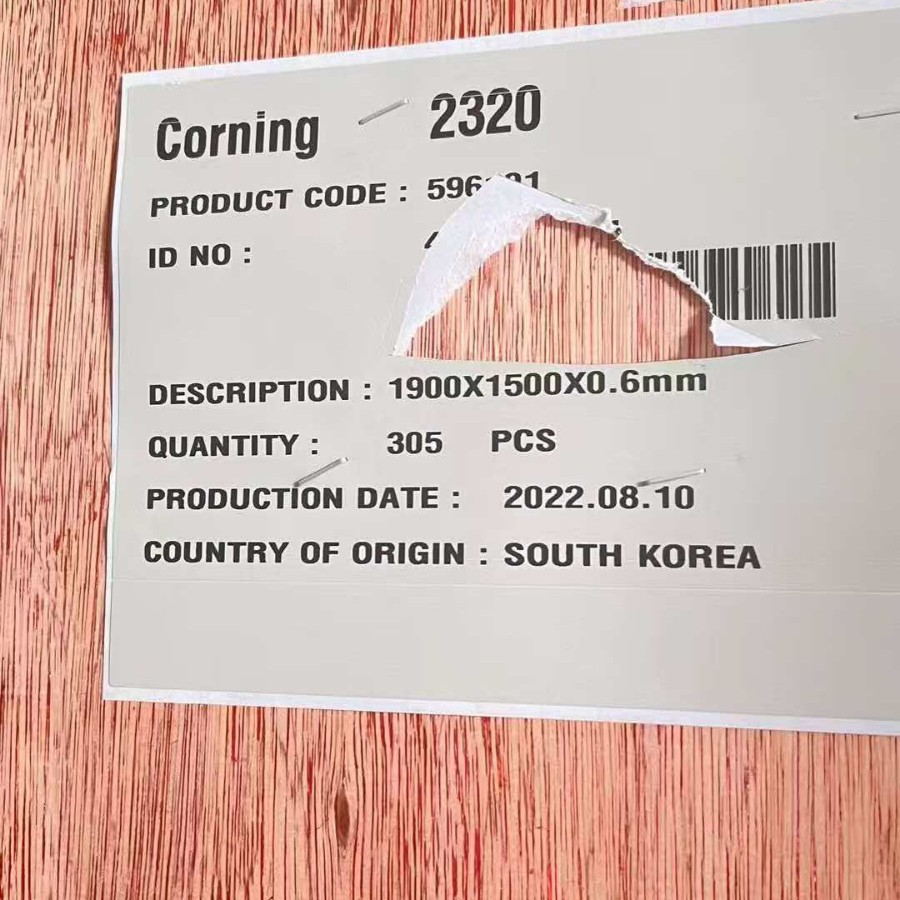 Corning 2320
PRODUCT CODE :
ID NO :
DESCRIPTION : 1900X1500X0.6mm
QUANTITY : 305 PCS
PRODUCTION DATE : 2022.08.10
COUNTRY OF ORIGIN : SOUTH KOREA